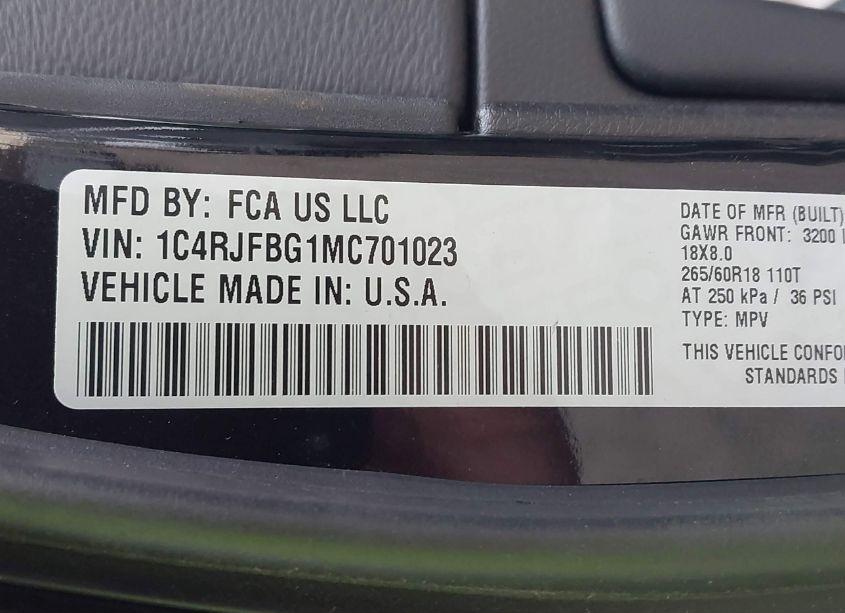 MFD BY: FCA US LLC
VIN: 1C4RJFBG1MC701023
VEHICLE MADE IN: U.S.A.
DATE OF MFR (BUILT)
GAWR FRONT: 3200
18X8.0
265/60R18 110T
AT 250 kPa / 36 PSI
TYPE: MPV
THIS VEHICLE CONFO
STANDARDS